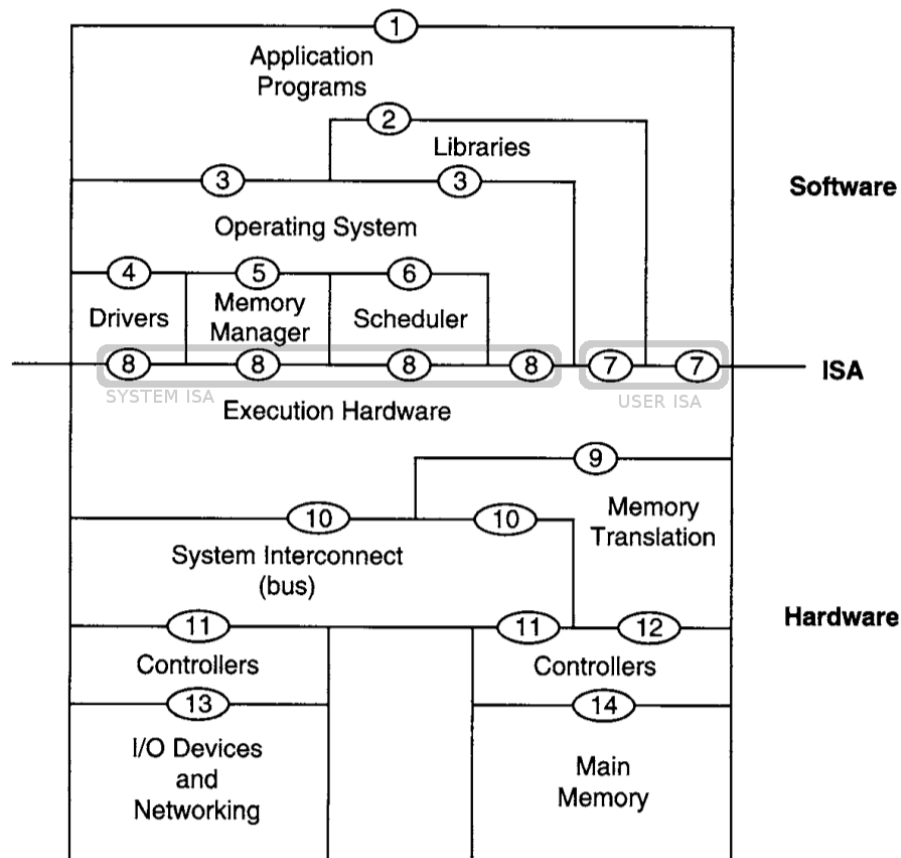 1
Application
Programs
2
Libraries
3 3
Software
Operating System
4 5 6
Drivers
Memory
Manager
Scheduler
8 8 8 8 7 7
ISA
SYSTEM ISA
USER ISA
Execution Hardware
9
Memory
Translation
10 10
System Interconnect
(bus)
Hardware
11 11 12
Controllers
Controllers
13 14
I/O Devices
and
Networking
Main
Memory